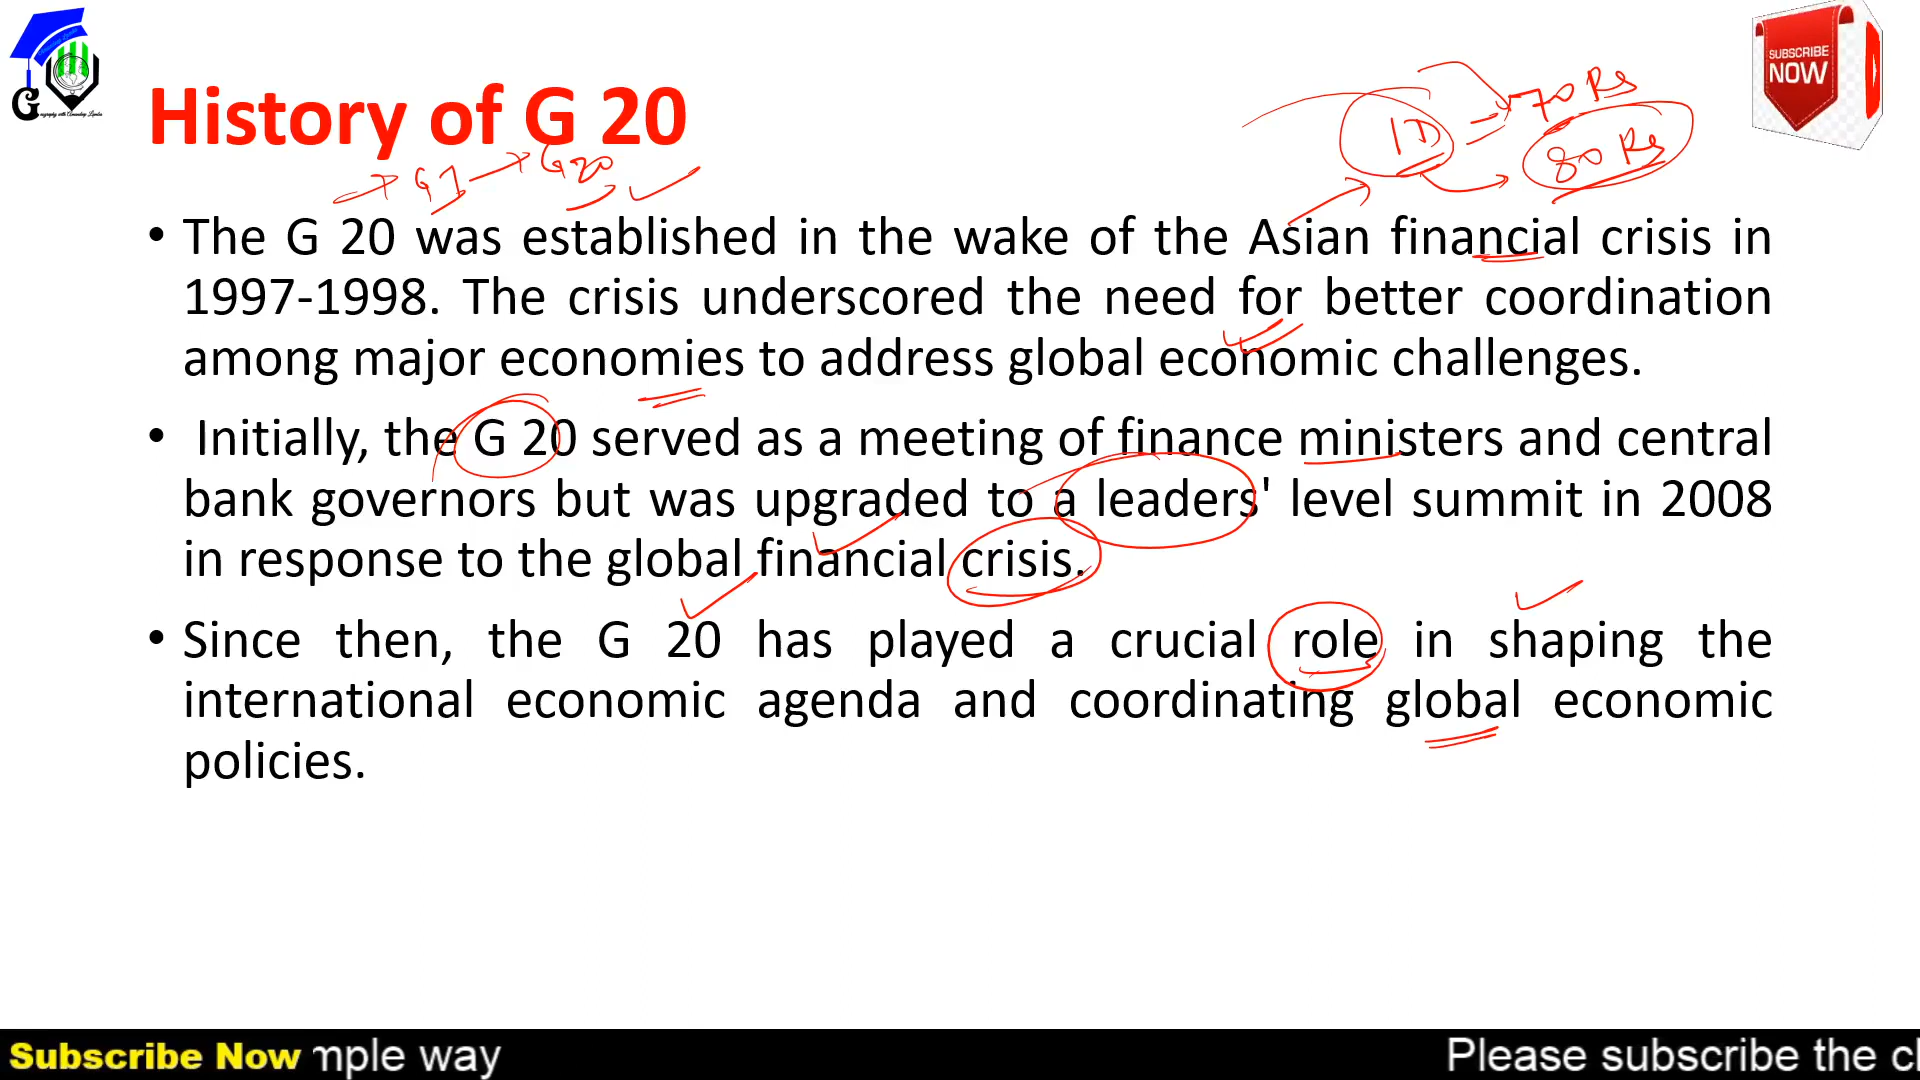 SUBSCRIBE
NOW
History of G 20
G7 G20
1D = 70 Rs
80 Rs
• The G 20 was established in the wake of the Asian financial crisis in
1997-1998. The crisis underscored the need for better coordination
among major economies to address global economic challenges.
• Initially, the G 20 served as a meeting of finance ministers and central
bank governors but was upgraded to a leaders' level summit in 2008
in response to the global financial crisis.
• Since then, the G 20 has played a crucial role in shaping the
international economic agenda and coordinating global economic
policies.
Subscribe Now mple way Please subscribe the cl